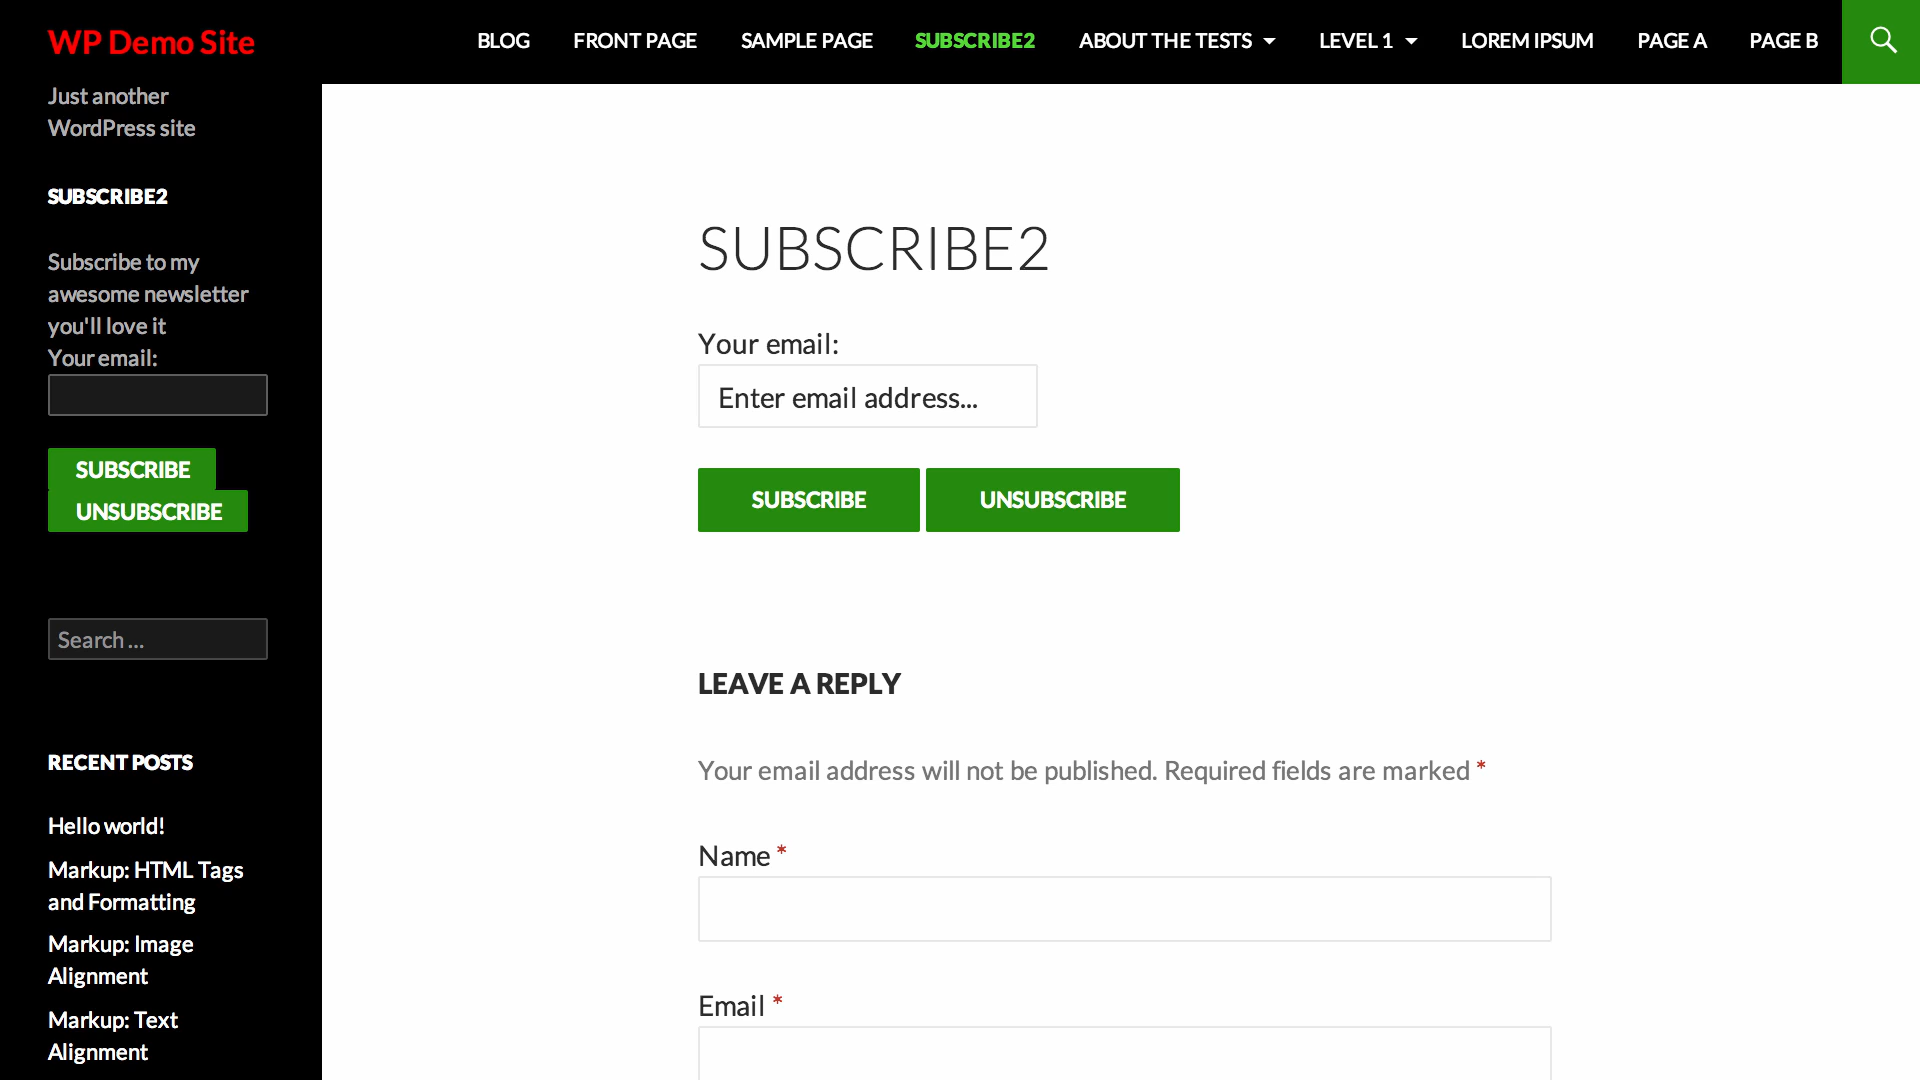 WP Demo Site
BLOG FRONT PAGE SAMPLE PAGE SUBSCRIBE2 ABOUT THE TESTS LEVEL 1 LOREM IPSUM PAGE A PAGE B
Just another
WordPress site
SUBSCRIBE2
Subscribe to my
awesome newsletter
you'll love it
Your email:
SUBSCRIBE
UNSUBSCRIBE
Search ...
RECENT POSTS
Hello world!
Markup: HTML Tags
and Formatting
Markup: Image
Alignment
Markup: Text
Alignment
SUBSCRIBE2
Your email:
Enter email address...
SUBSCRIBE UNSUBSCRIBE
LEAVE A REPLY
Your email address will not be published. Required fields are marked *
Name *
Email *